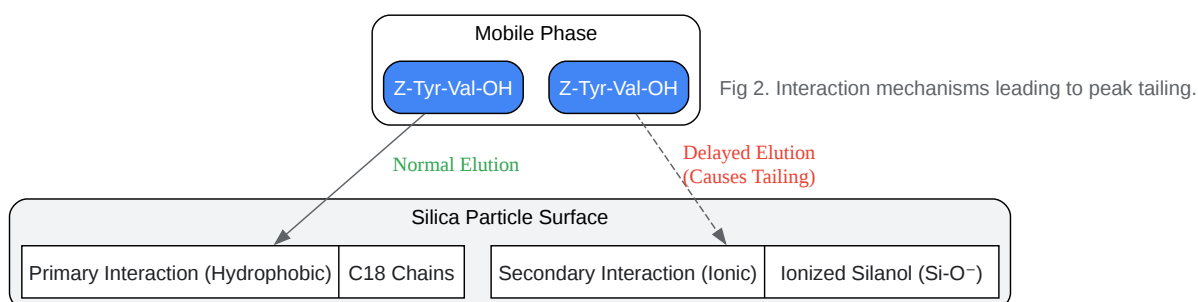 Mobile Phase
Z-Tyr-Val-OH
Z-Tyr-Val-OH
Fig 2. Interaction mechanisms leading to peak tailing.
Normal Elution
Delayed Elution
(Causes Tailing)
Silica Particle Surface
Primary Interaction (Hydrophobic)
C18 Chains
Secondary Interaction (Ionic)
Ionized Silanol (Si-O⁻)